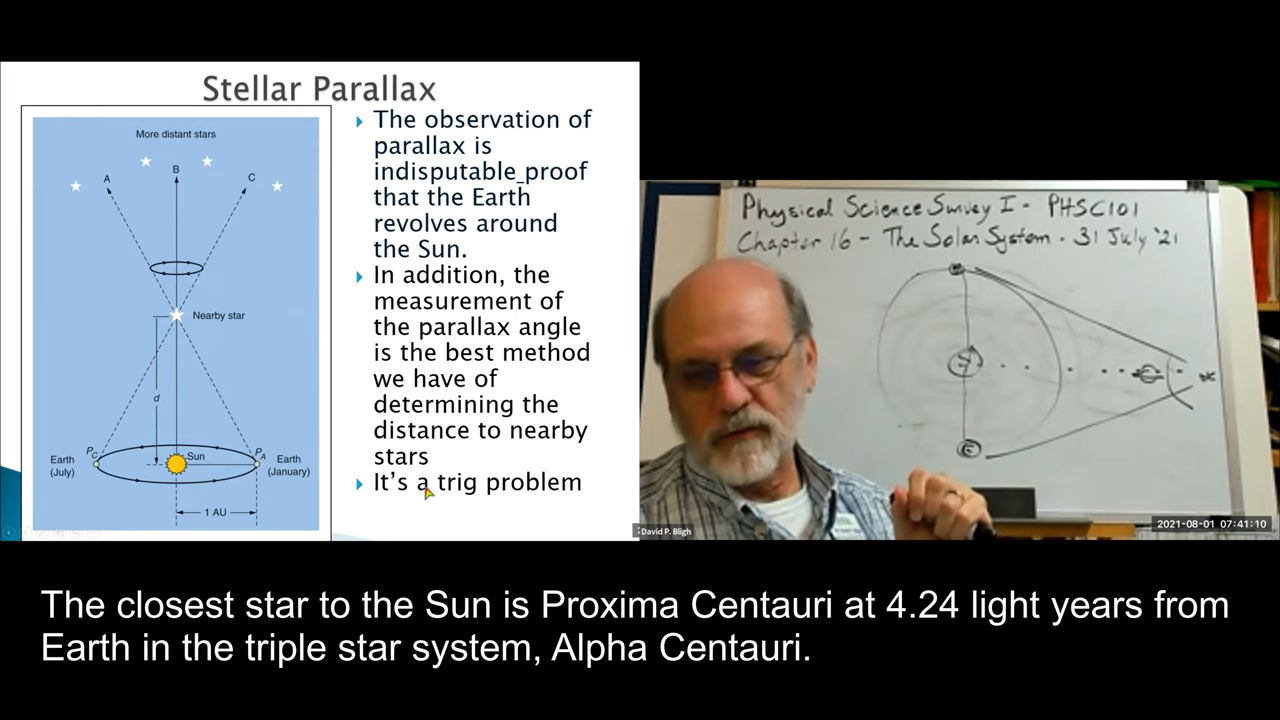 Stellar Parallax
More distant stars
A
B
C
Nearby star
d
Earth
(July)
PC
Sun
PA
Earth
(January)
1 AU
The observation of
parallax is
indisputable proof
that the Earth
revolves around
the Sun.
In addition, the
measurement of
the parallax angle
is the best method
we have of
determining the
distance to nearby
stars
It's a trig problem
Physical Science Survey I - PHSC101
Chapter 16 - The Solar System - 31 July '21
E
David P. Bligh
2021-08-01 07:41:10
The closest star to the Sun is Proxima Centauri at 4.24 light years from
Earth in the triple star system, Alpha Centauri.